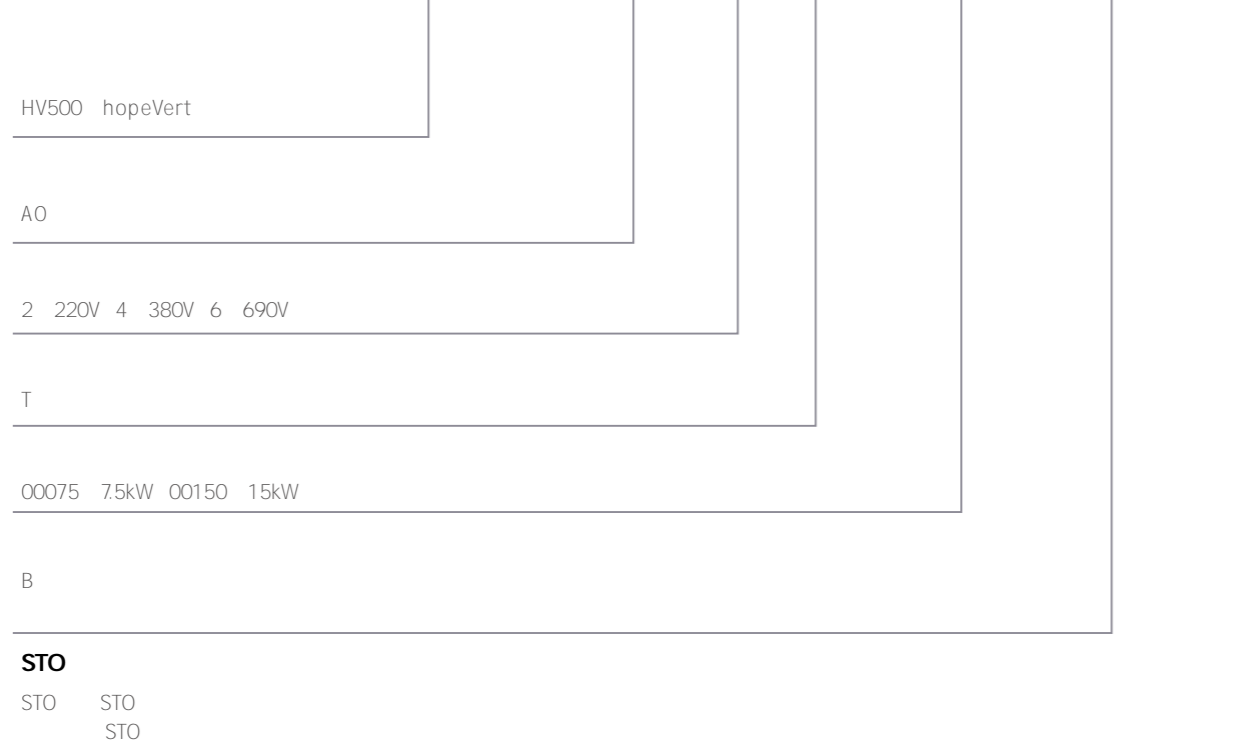 HV500 hopeVert
A0
2 220V 4 380V 6 690V
T
00075 7.5kW 00150 15kW
B
STO
STO STO
STO